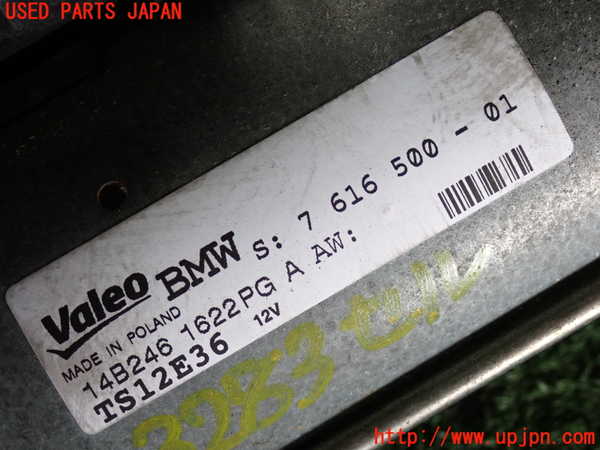 USED PARTS JAPAN
Valeo BMW S: 7 616 500 - 01
MADE IN POLAND
14B246 1622PG A AW:
TS12E36 12V
3283 セル
http://www.upjpn.com